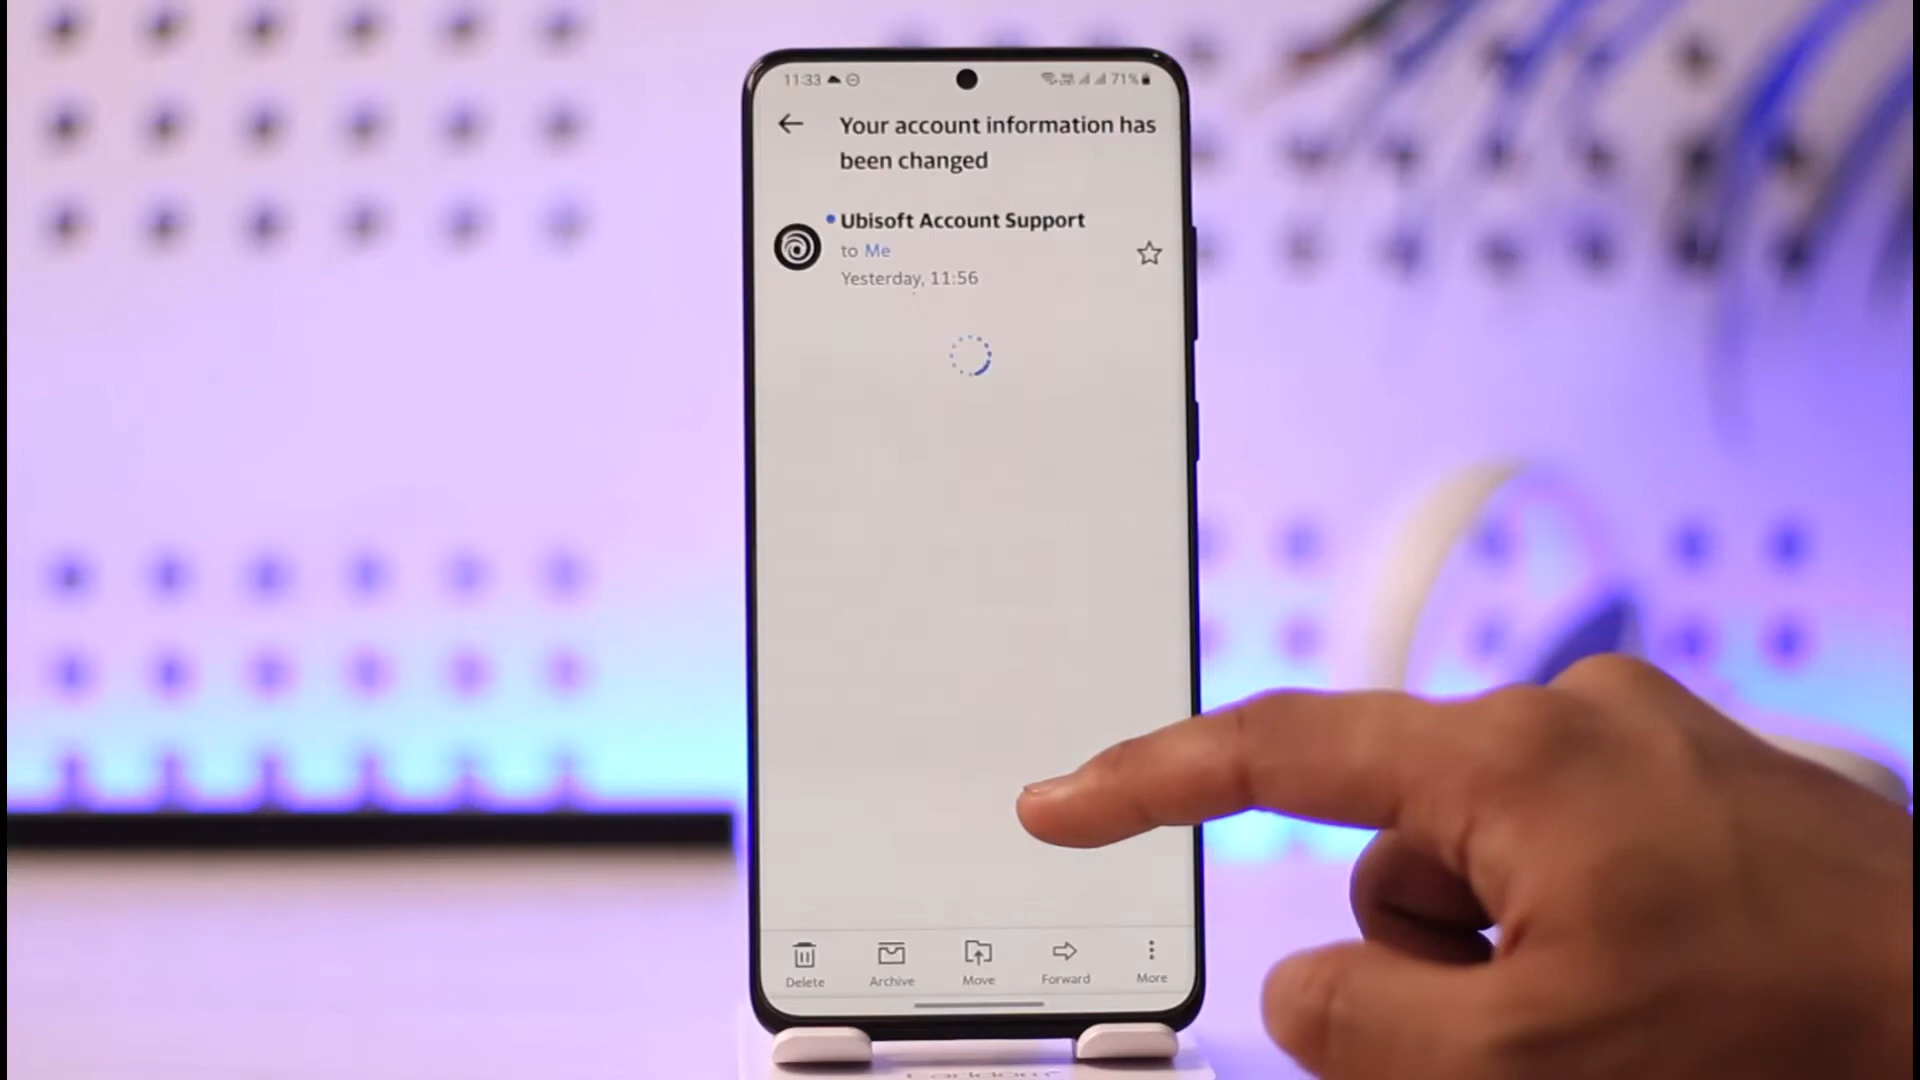 11:33
71%
Your account information has
been changed
Ubisoft Account Support
to Me
Yesterday, 11:56
Delete
Archive
Move
Forward
More